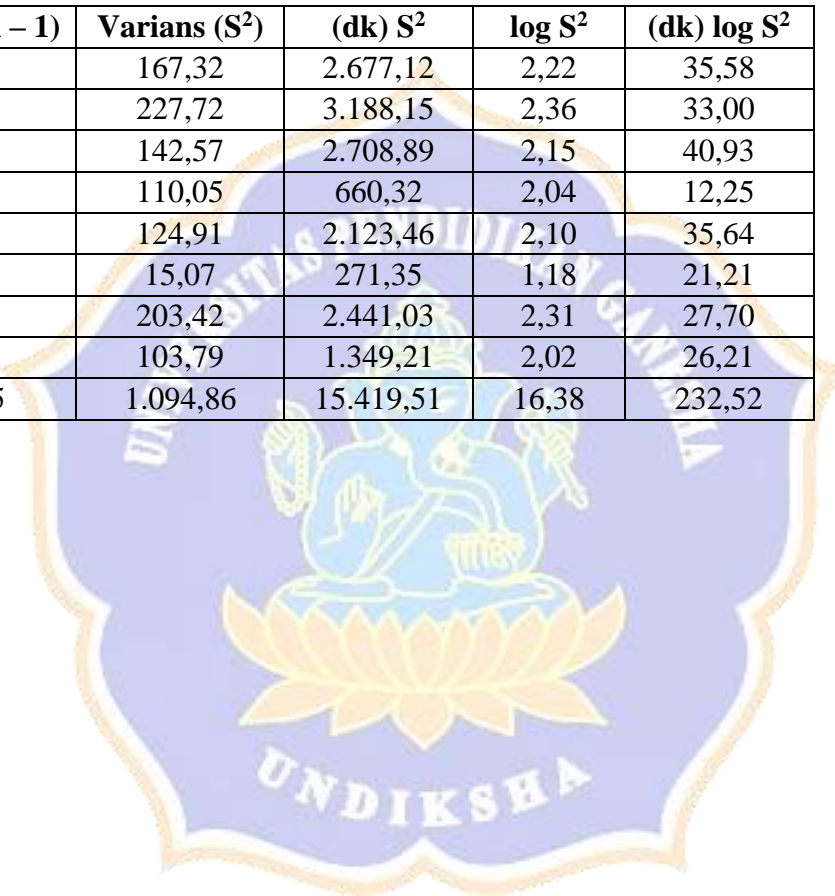 – 1) Varians (S²) (dk) S² log S² (dk) log S²
167,32 2.677,12 2,22 35,58
227,72 3.188,15 2,36 33,00
142,57 2.708,89 2,15 40,93
110,05 660,32 2,04 12,25
124,91 2.123,46 2,10 35,64
15,07 271,35 1,18 21,21
203,42 2.441,03 2,31 27,70
103,79 1.349,21 2,02 26,21
5 1.094,86 15.419,51 16,38 232,52
UNIVERSITAS PENDIDIKAN GANESHA
UNDIKSHA